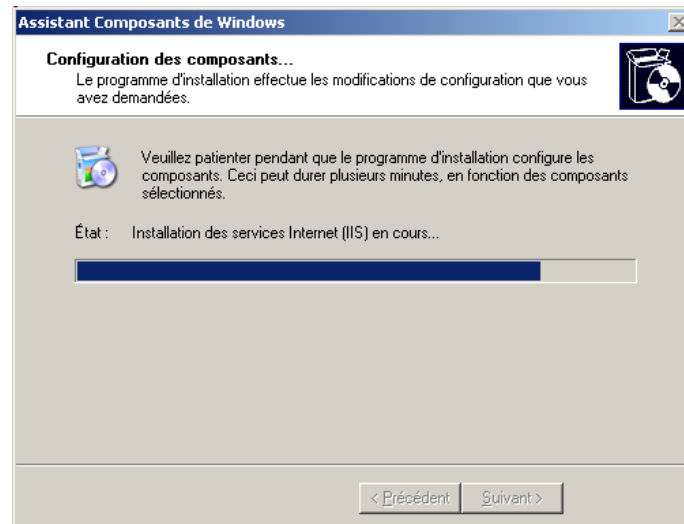 Assistant Composants de Windows
Configuration des composants...
Le programme d'installation effectue les modifications de configuration que vous
avez demandées.
Veuillez patienter pendant que le programme d'installation configure les
composants. Ceci peut durer plusieurs minutes, en fonction des composants
sélectionnés.
État : Installation des services Internet (IIS) en cours...
< Précédent Suivant >